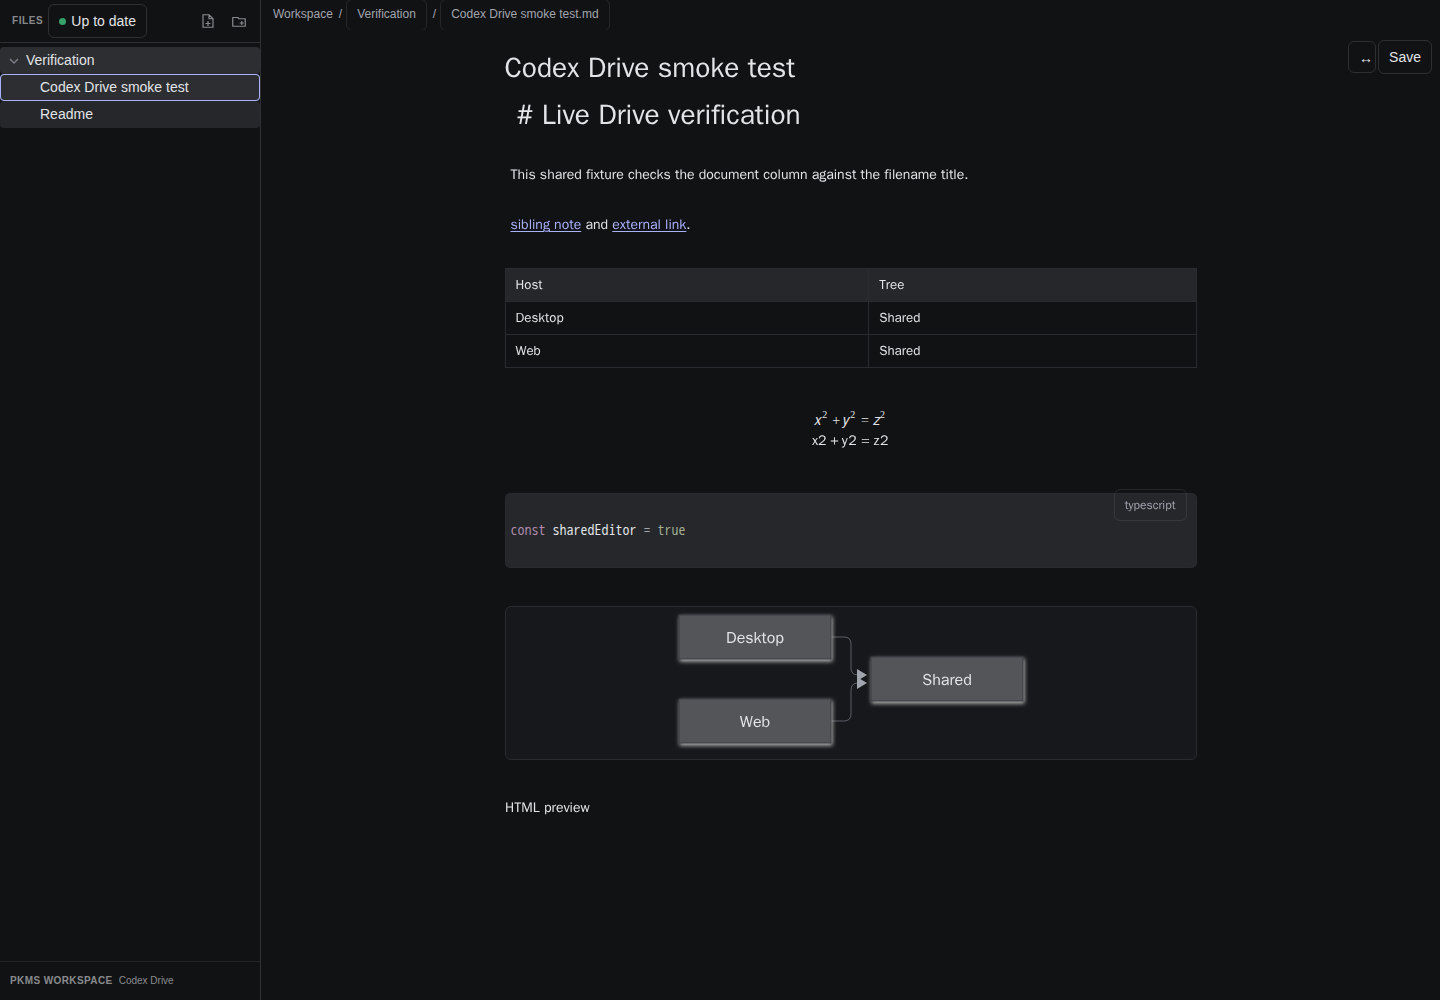 FILES
Up to date
Verification
Codex Drive smoke test
Readme
PKMS WORKSPACE Codex Drive
Workspace / Verification / Codex Drive smoke test.md
↔ Save
Codex Drive smoke test
# Live Drive verification
This shared fixture checks the document column against the filename title.
sibling note and external link.
Host Tree
Desktop Shared
Web Shared
x² + y² = z²
x2 + y2 = z2
typescript
const sharedEditor = true
Desktop
Shared
Web
HTML preview